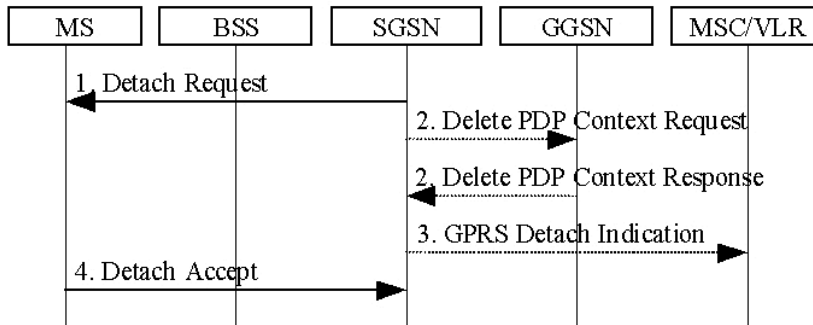 MS BSS SGSN GGSN MSC/VLR
1. Detach Request
2. Delete PDP Context Request
2. Delete PDP Context Response
3. GPRS Detach Indication
4. Detach Accept